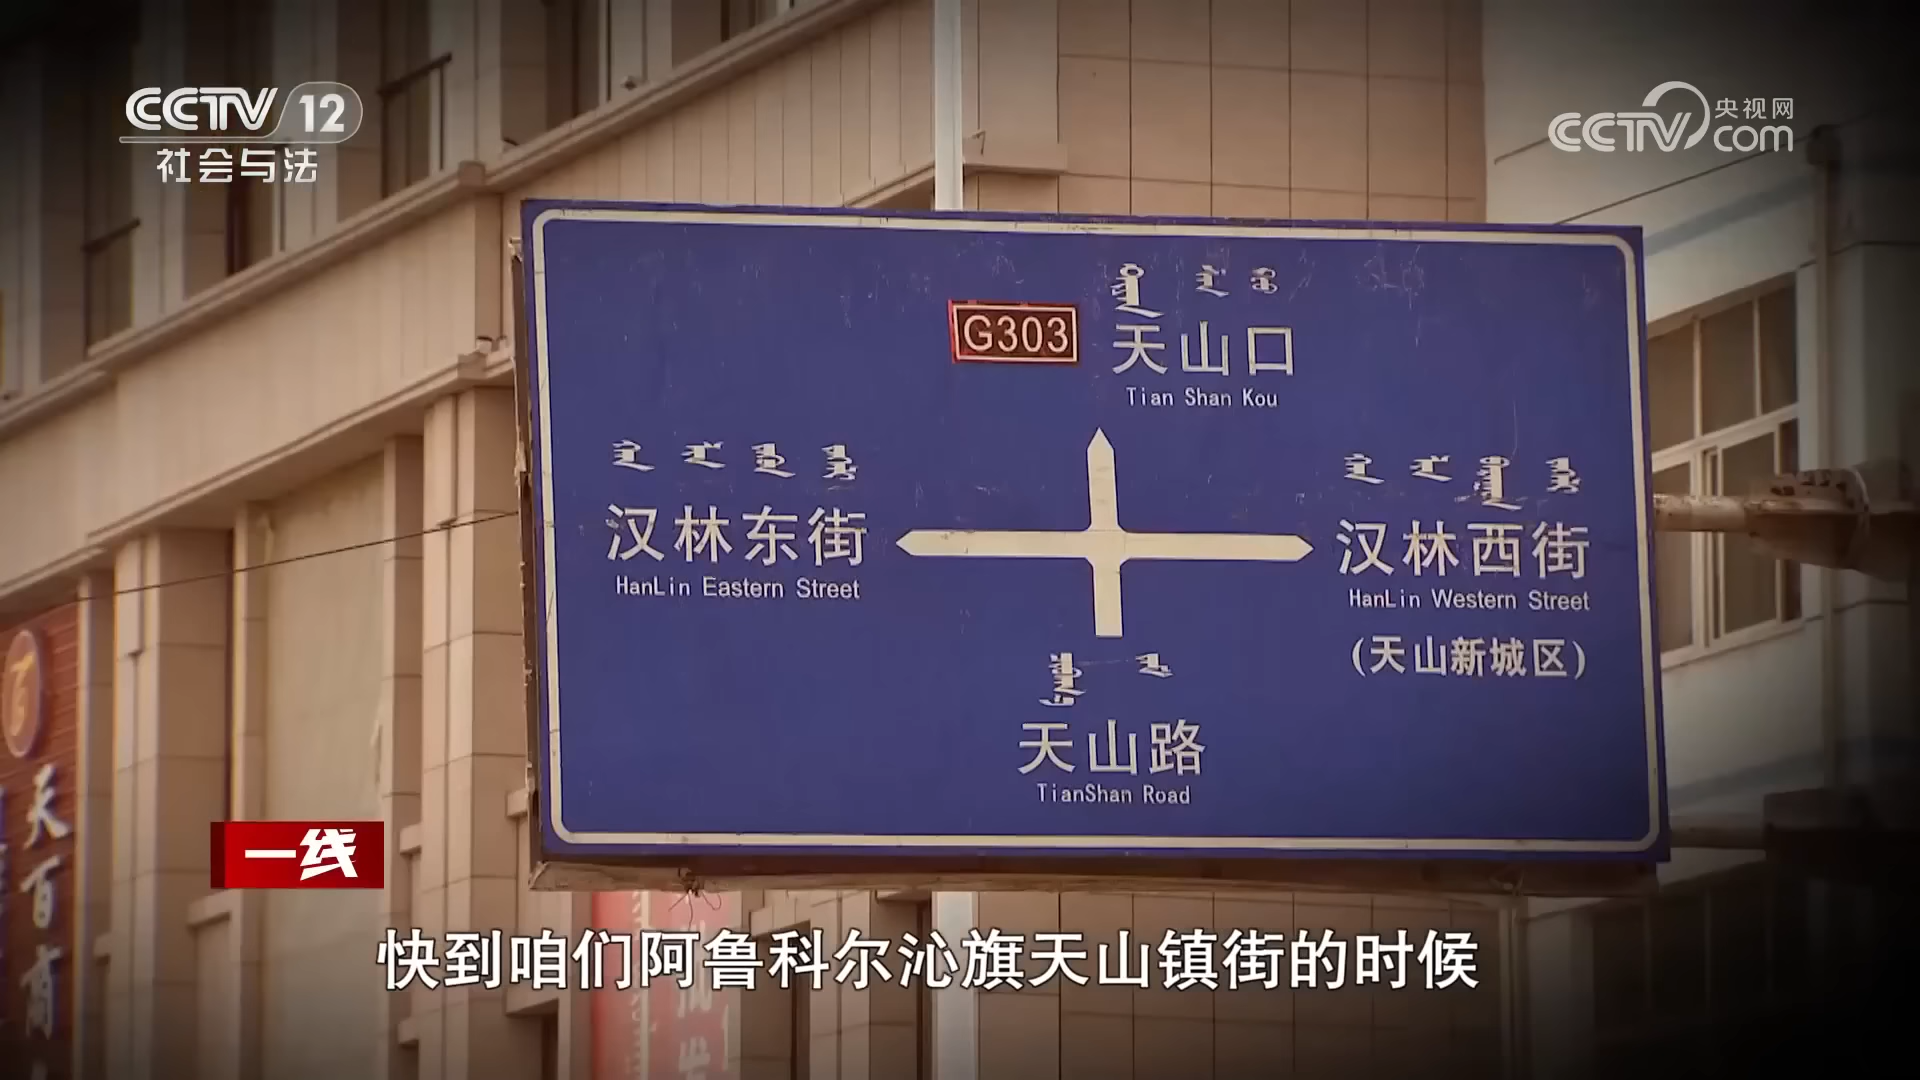 CCTV 12
社会与法
央视网
CCTV com
G303
天山口
Tian Shan Kou
汉林东街
HanLin Eastern Street
汉林西街
HanLin Western Street
(天山新城区)
天山路
TianShan Road
天百商
一线
快到咱们阿鲁科尔沁旗天山镇街的时候